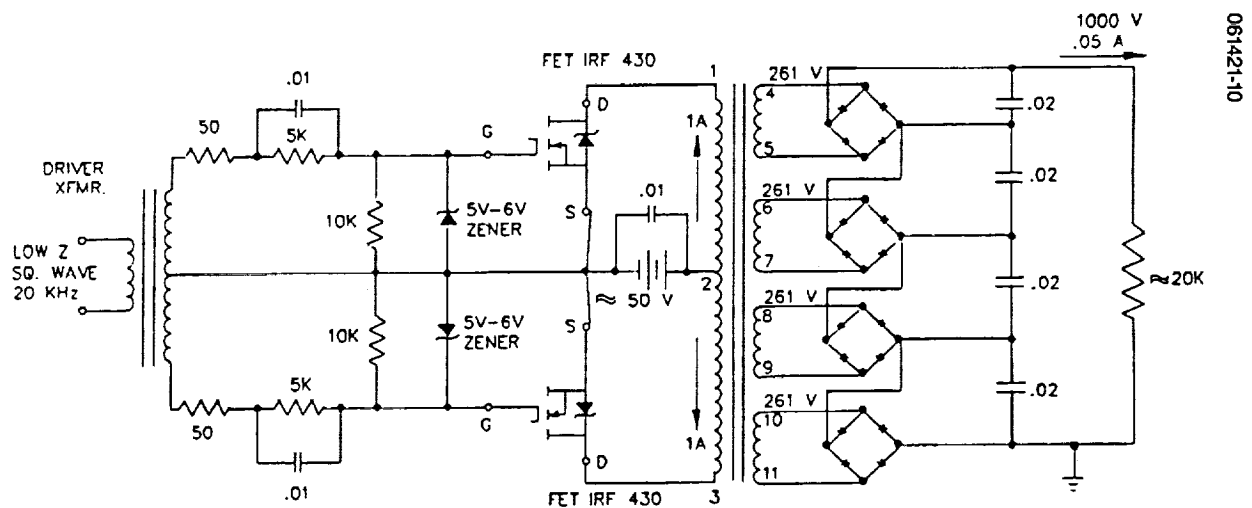 1000 V
.05 A
061421-10
FET IRF 430
1
261 V
4
.01
D
.02
50
5K
G
1A
5
DRIVER
XFMR.
.02
261 V
6
10K
5V-6V
ZENER
S
.01
LOW Z
SQ. WAVE
20 KHz
7
2
≈ 50 V
261 V
8
.02
≈20K
10K
5V-6V
ZENER
S
5K
9
.02
50
G
1A
261 V
10
.01
D
11
FET IRF 430
3